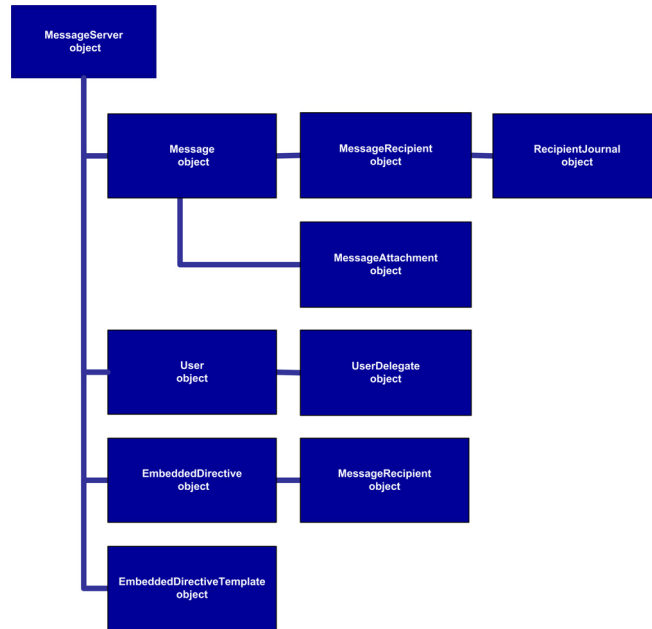 MessageServer
object
Message
object
MessageRecipient
object
RecipientJournal
object
MessageAttachment
object
User
object
UserDelegate
object
EmbeddedDirective
object
MessageRecipient
object
EmbeddedDirectiveTemplate
object